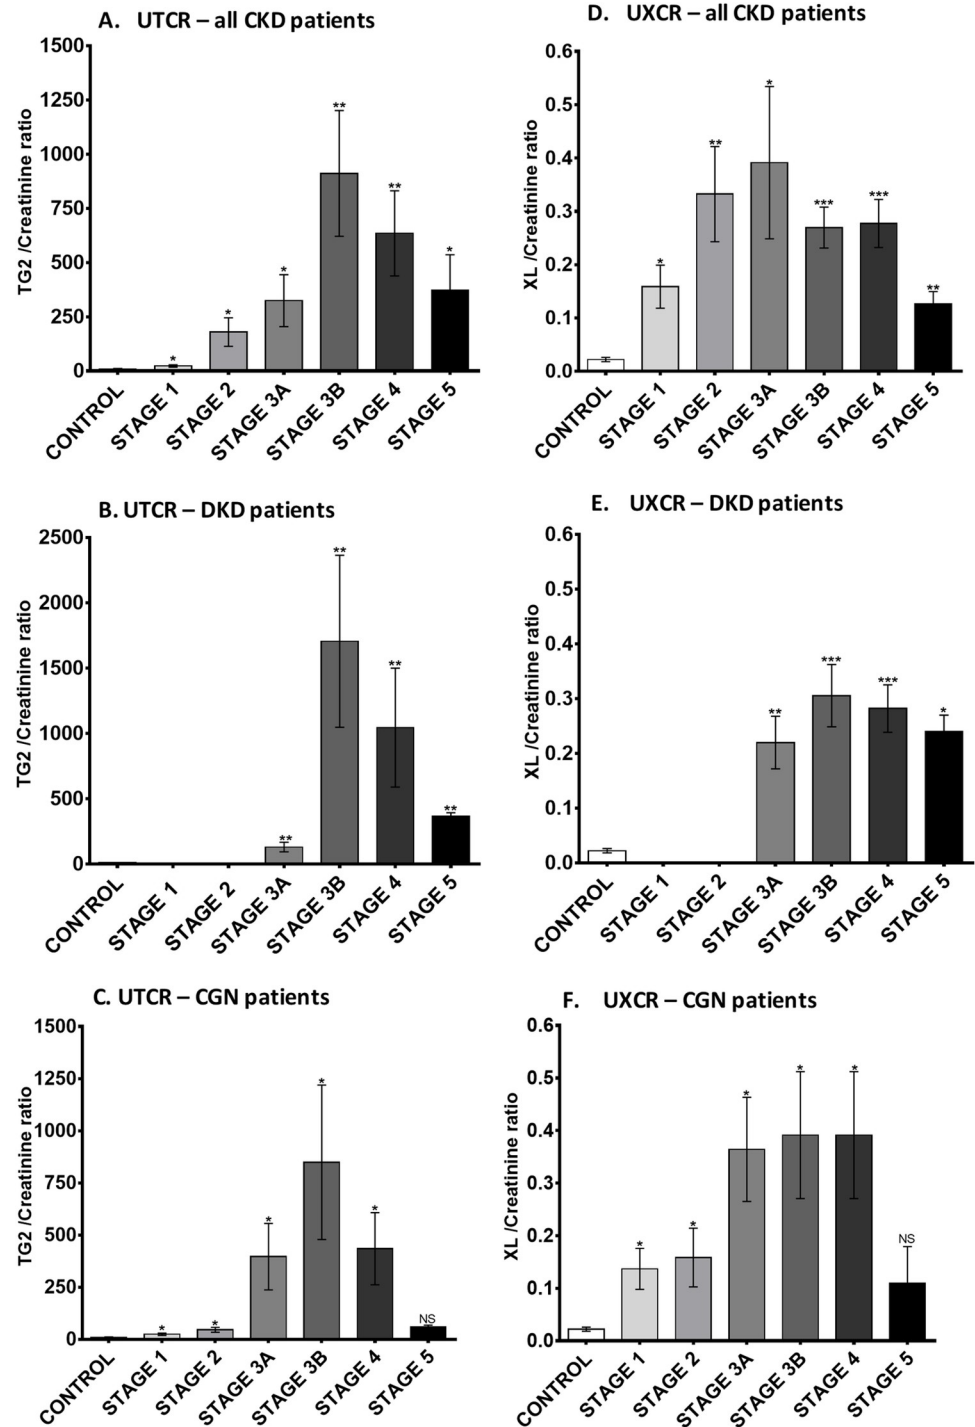 A. UTCR – all CKD patients
1500
1250
1000
750
500
250
0
TG2 /Creatinine ratio
*
*
*
**
**
*
CONTROL
STAGE 1
STAGE 2
STAGE 3A
STAGE 3B
STAGE 4
STAGE 5
D. UXCR – all CKD patients
0.6
0.5
0.4
0.3
0.2
0.1
0.0
XL /Creatinine ratio
*
**
*
***
***
**
CONTROL
STAGE 1
STAGE 2
STAGE 3A
STAGE 3B
STAGE 4
STAGE 5
B. UTCR – DKD patients
2500
2000
1500
1000
500
0
TG2 /Creatinine ratio
**
**
**
**
CONTROL
STAGE 1
STAGE 2
STAGE 3A
STAGE 3B
STAGE 4
STAGE 5
E. UXCR – DKD patients
0.6
0.5
0.4
0.3
0.2
0.1
0.0
XL /Creatinine ratio
**
***
***
*
CONTROL
STAGE 1
STAGE 2
STAGE 3A
STAGE 3B
STAGE 4
STAGE 5
C. UTCR – CGN patients
1500
1250
1000
750
500
250
0
TG2 /Creatinine ratio
*
*
*
*
*
NS
CONTROL
STAGE 1
STAGE 2
STAGE 3A
STAGE 3B
STAGE 4
STAGE 5
F. UXCR – CGN patients
0.6
0.5
0.4
0.3
0.2
0.1
0.0
XL /Creatinine ratio
*
*
*
*
*
NS
CONTROL
STAGE 1
STAGE 2
STAGE 3A
STAGE 3B
STAGE 4
STAGE 5